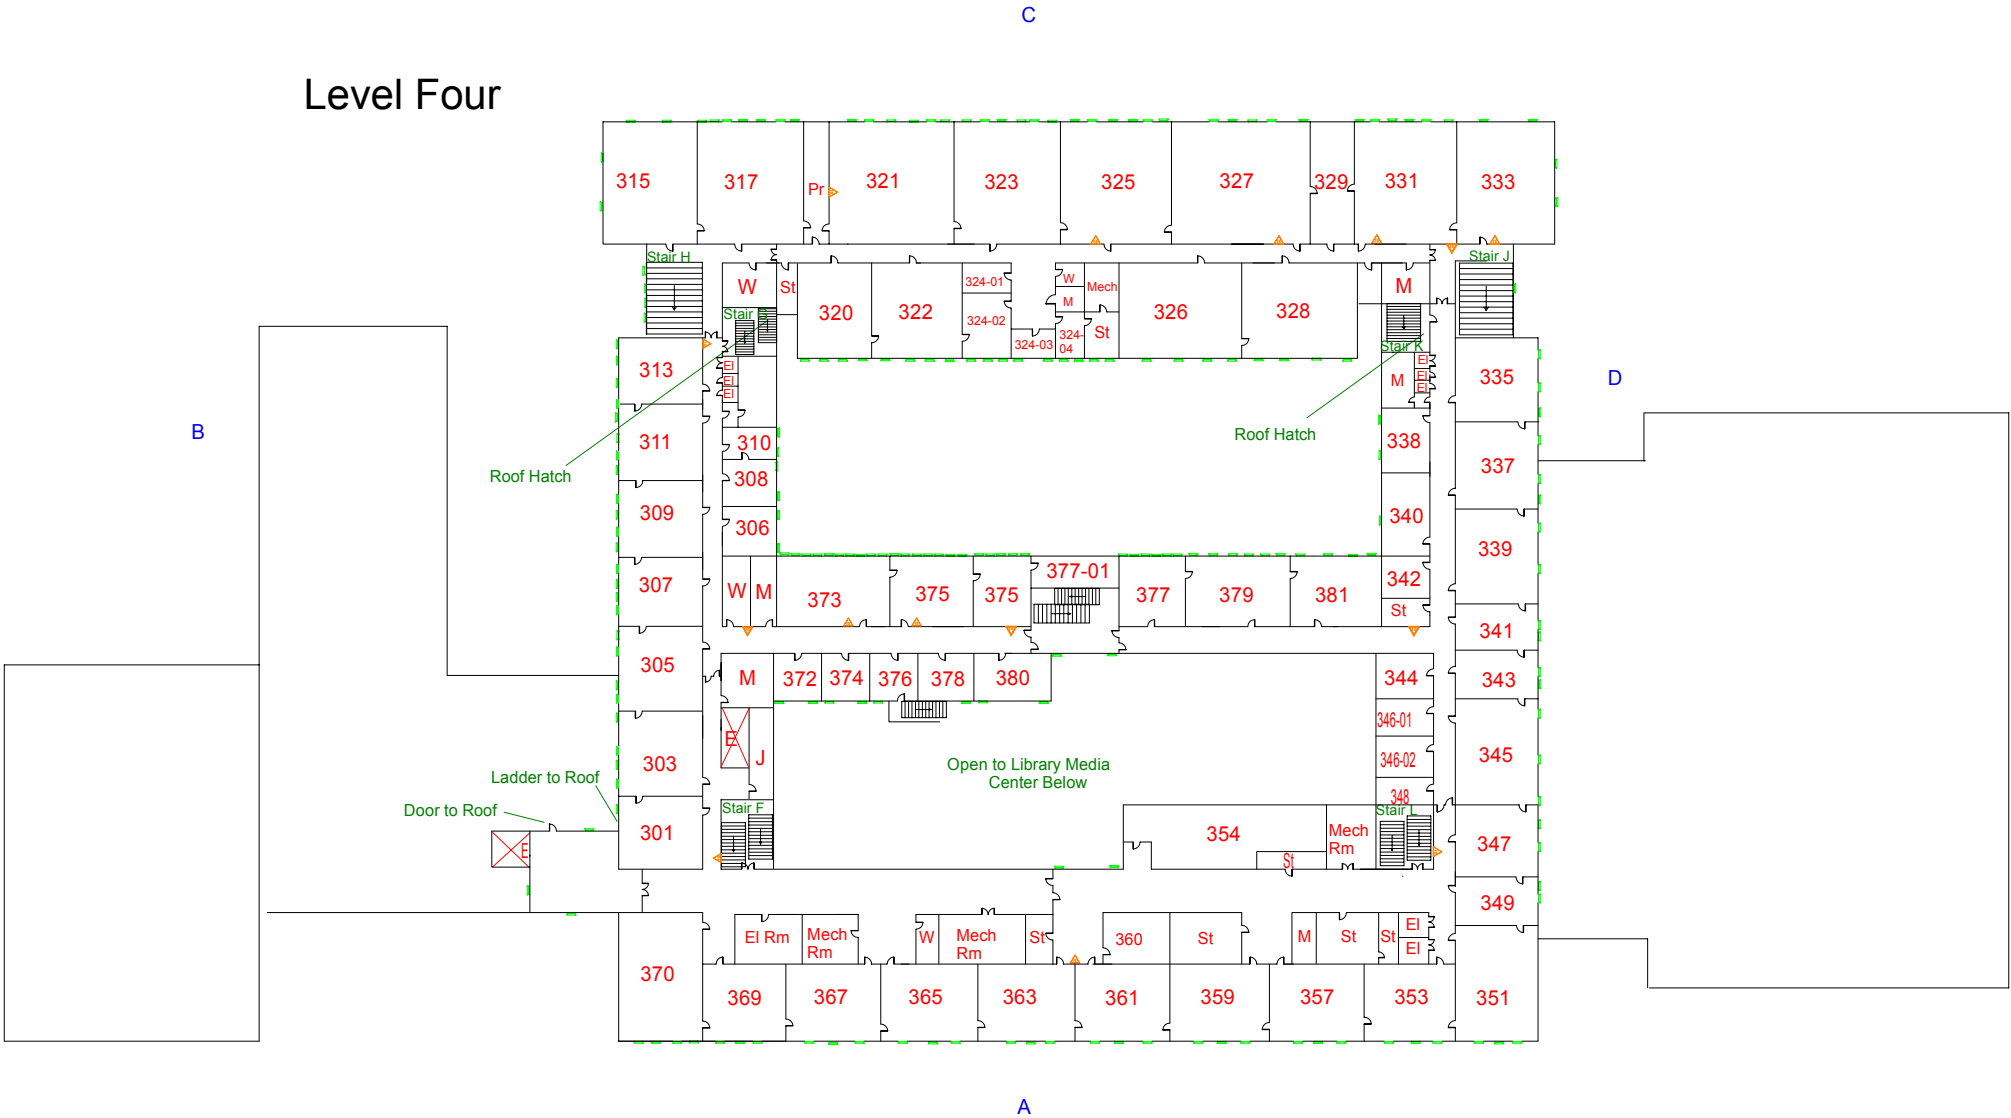 C
Level Four
315
317
Pr
321
323
325
327
329
331
333
Stair H
Stair J
W
St
320
322
324-01
324-02
324-03
W
M
324-
04
Mech
St
326
328
M
Stair G
Stair K
313
El
El
El
M
El
El
El
335
D
B
311
310
Roof Hatch
Roof Hatch
338
337
308
309
306
340
339
307
W
M
373
375
375
377-01
377
379
381
342
St
341
305
M
372
374
376
378
380
344
343
346-01
303
E
J
Open to Library Media
Center Below
346-02
345
348
Ladder to Roof
Door to Roof
Stair F
Stair L
301
E
354
St
Mech
Rm
347
349
El Rm
Mech
Rm
W
Mech
Rm
St
360
St
M
St
St
El
El
370
369
367
365
363
361
359
357
353
351
A